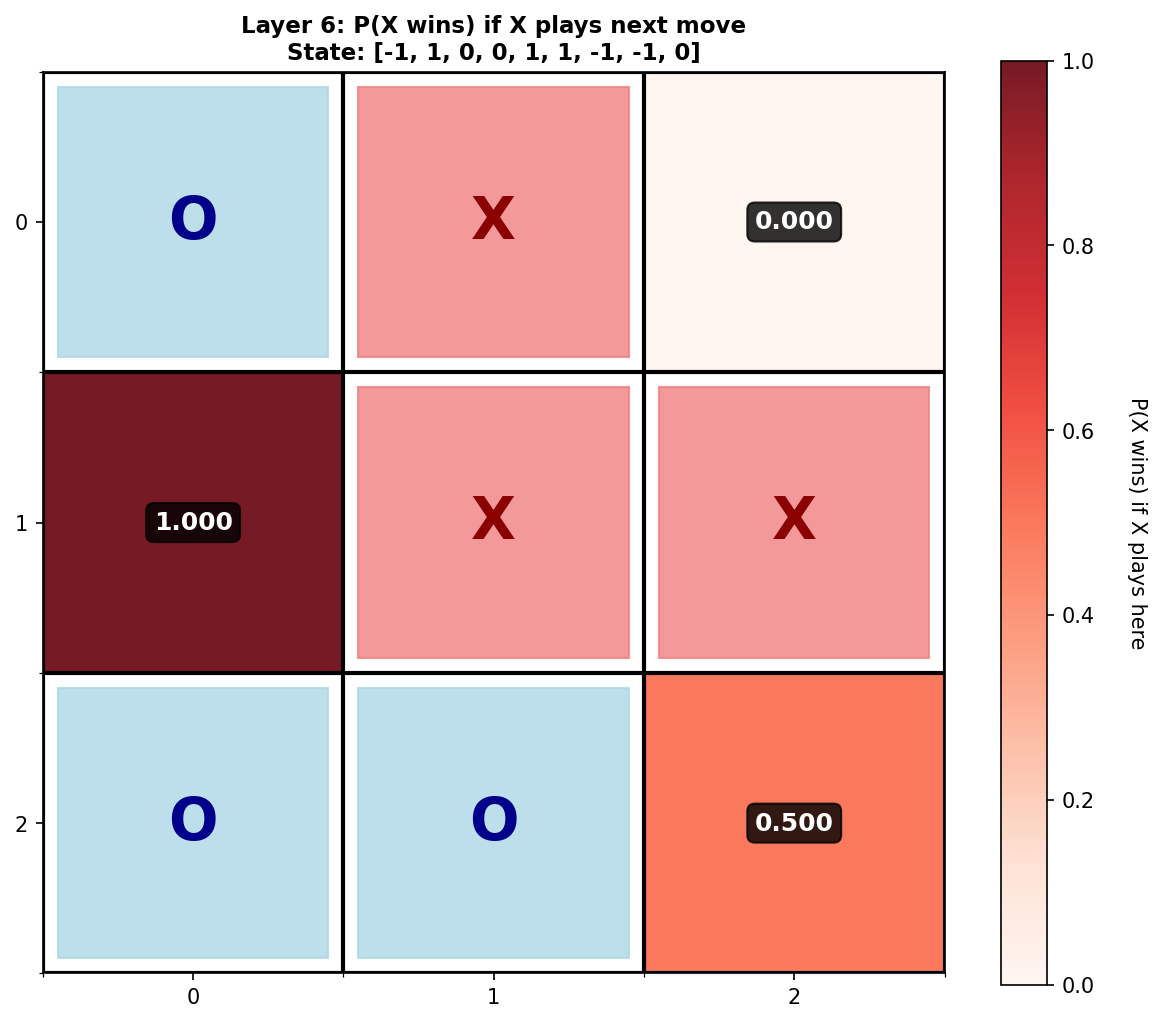 Layer 6: P(X wins) if X plays next move
State: [-1, 1, 0, 0, 1, 1, -1, -1, 0]
O
X
0.000
1.000
X
X
O
O
0.500
0
1
2
0
1
2
1.0
0.8
0.6
0.4
0.2
0.0
P(X wins) if X plays here